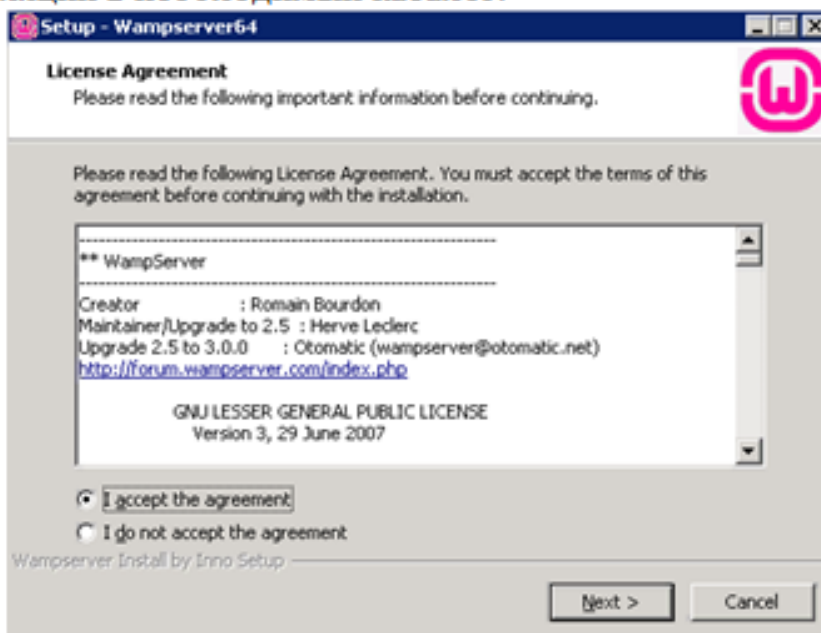 Setup - Wampserver64
License Agreement
Please read the following important information before continuing.
Please read the following License Agreement. You must accept the terms of this
agreement before continuing with the installation.
------------------------------------------------------------
** WampServer
------------------------------------------------------------
Creator : Romain Bourdon
Maintainer/Upgrade to 2.5 : Herve Leclerc
Upgrade 2.5 to 3.0.0 : Otomatic (wampserver@otomatic.net)
http://forum.wampserver.com/index.php
GNU LESSER GENERAL PUBLIC LICENSE
Version 3, 29 June 2007
I accept the agreement
I do not accept the agreement
Wampserver Install by Inno Setup
Next >
Cancel